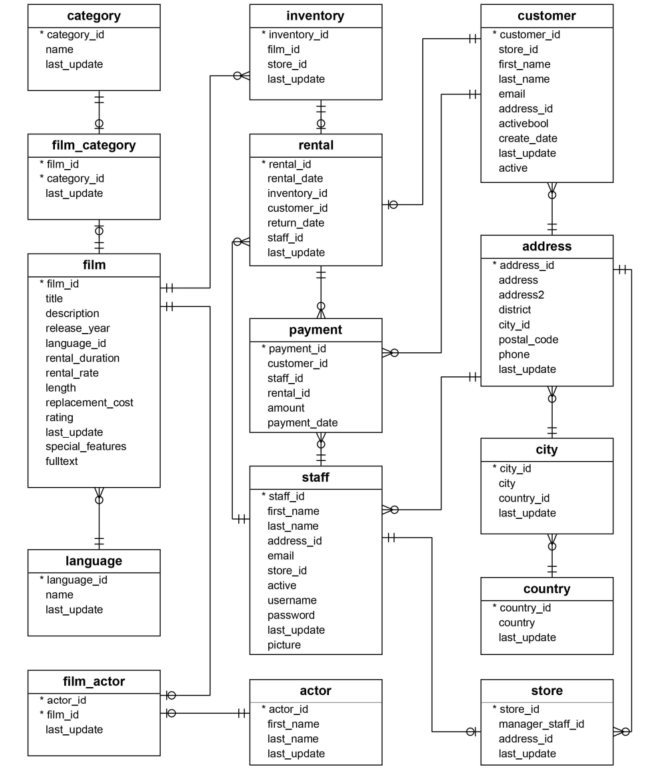 category
* category_id
name
last_update
film_category
* film_id
* category_id
last_update
film
* film_id
title
description
release_year
language_id
rental_duration
rental_rate
length
replacement_cost
rating
last_update
special_features
fulltext
language
* language_id
name
last_update
film_actor
* actor_id
* film_id
last_update
inventory
* inventory_id
film_id
store_id
last_update
rental
* rental_id
rental_date
inventory_id
customer_id
return_date
staff_id
last_update
payment
* payment_id
customer_id
staff_id
rental_id
amount
payment_date
staff
* staff_id
first_name
last_name
address_id
email
store_id
active
username
password
last_update
picture
actor
* actor_id
first_name
last_name
last_update
customer
* customer_id
store_id
first_name
last_name
email
address_id
activebool
create_date
last_update
active
address
* address_id
address
address2
district
city_id
postal_code
phone
last_update
city
* city_id
city
country_id
last_update
country
* country_id
country
last_update
store
* store_id
manager_staff_id
address_id
last_update